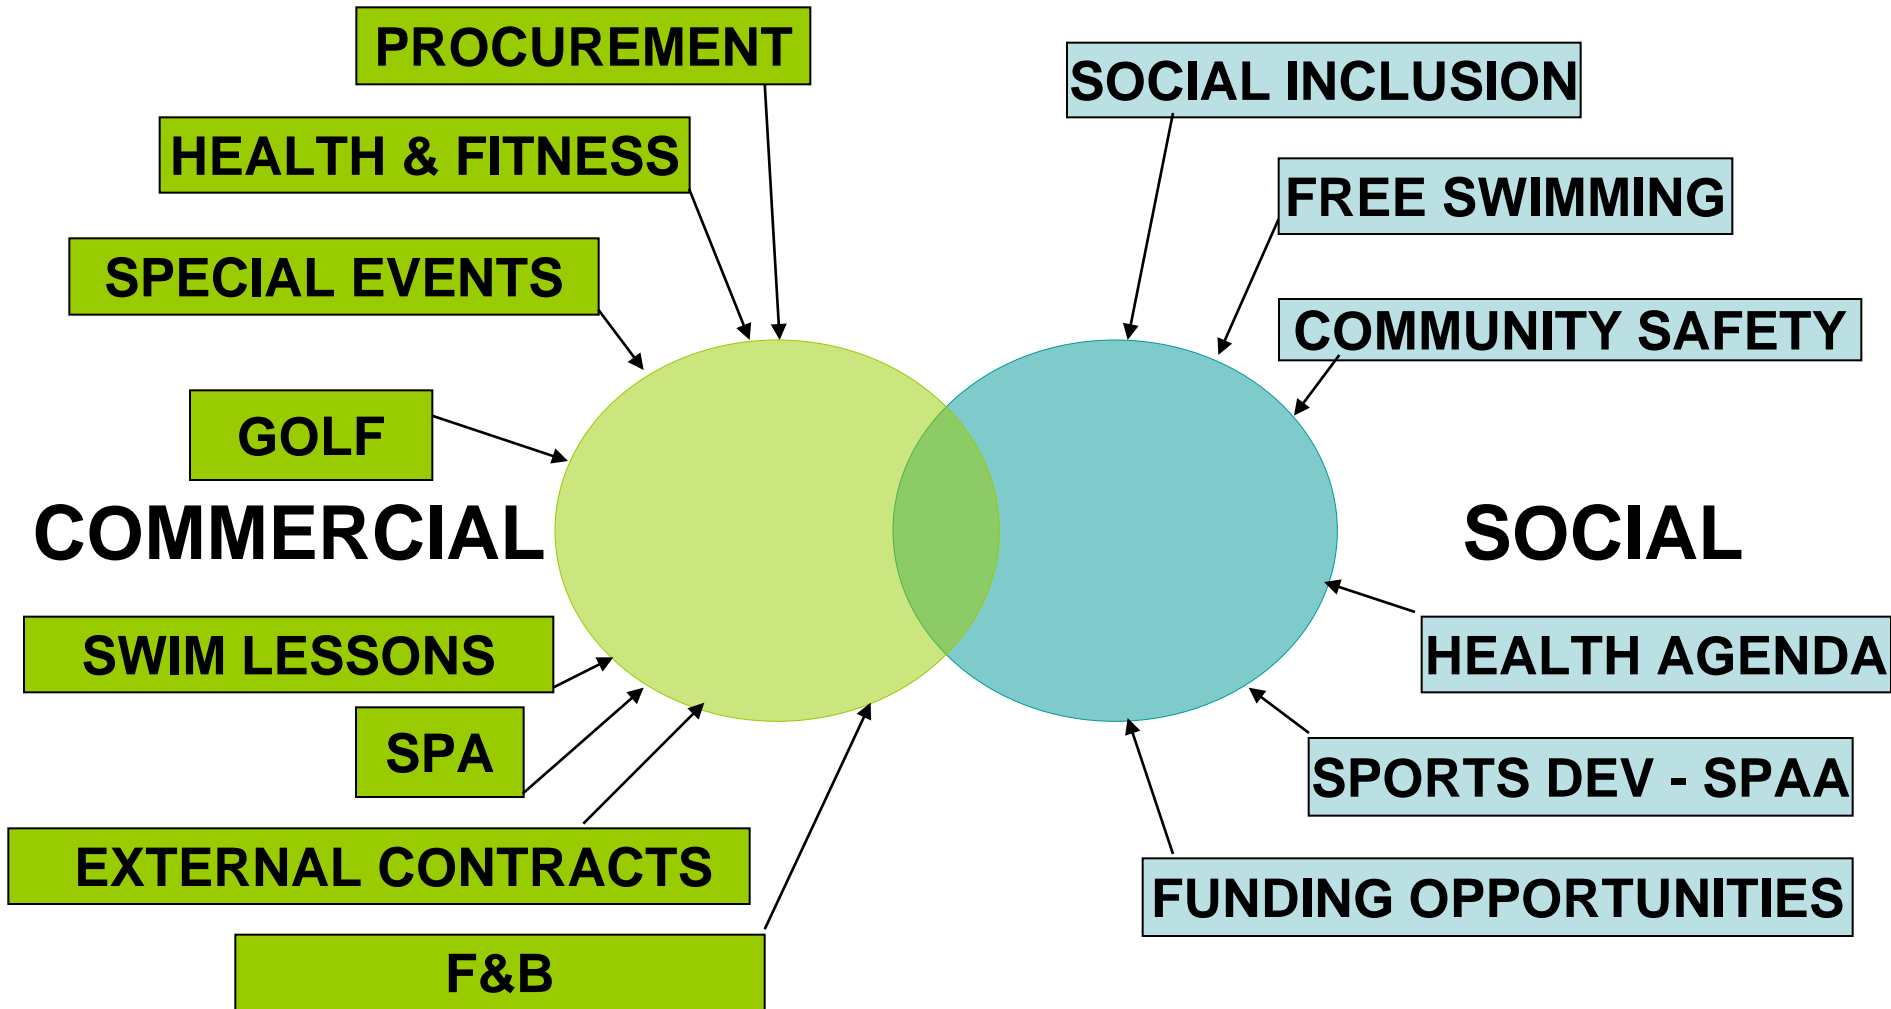 PROCUREMENT
HEALTH & FITNESS
SPECIAL EVENTS
GOLF
COMMERCIAL
SWIM LESSONS
SPA
EXTERNAL CONTRACTS
F&B
SOCIAL INCLUSION
FREE SWIMMING
COMMUNITY SAFETY
SOCIAL
HEALTH AGENDA
SPORTS DEV - SPAA
FUNDING OPPORTUNITIES